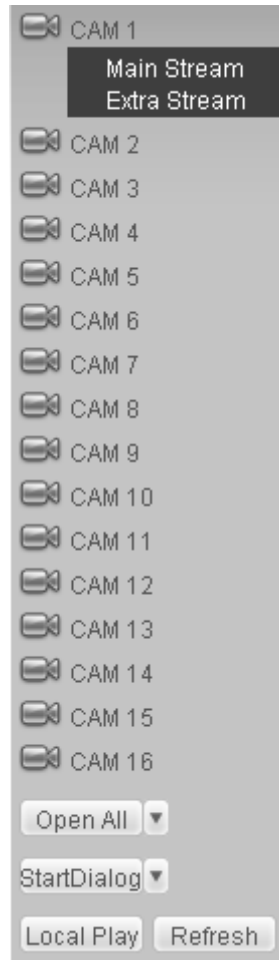 CAM 1
Main Stream
Extra Stream
CAM 2
CAM 3
CAM 4
CAM 5
CAM 6
CAM 7
CAM 8
CAM 9
CAM 10
CAM 11
CAM 12
CAM 13
CAM 14
CAM 15
CAM 16
Open All
StartDialog
Local Play Refresh